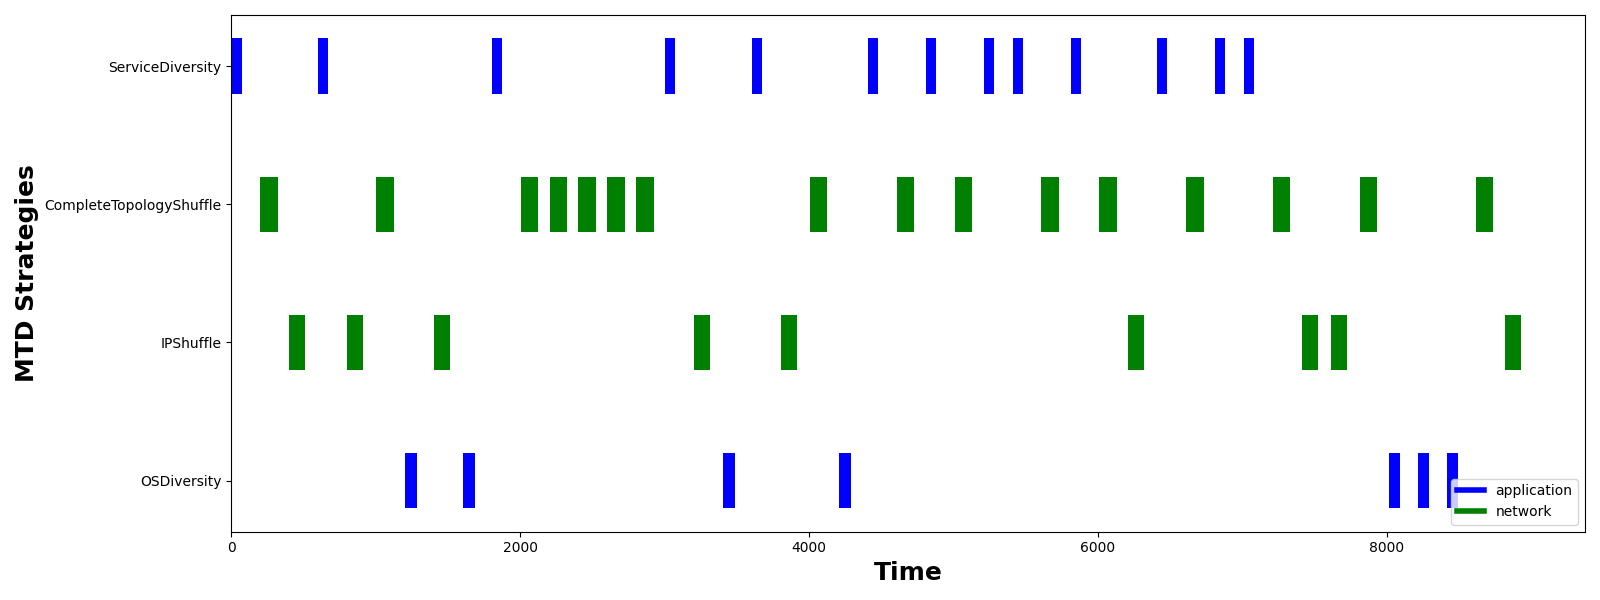 MTD Strategies
ServiceDiversity
CompleteTopologyShuffle
IPShuffle
OSDiversity
application
network
0 2000 4000 6000 8000
Time